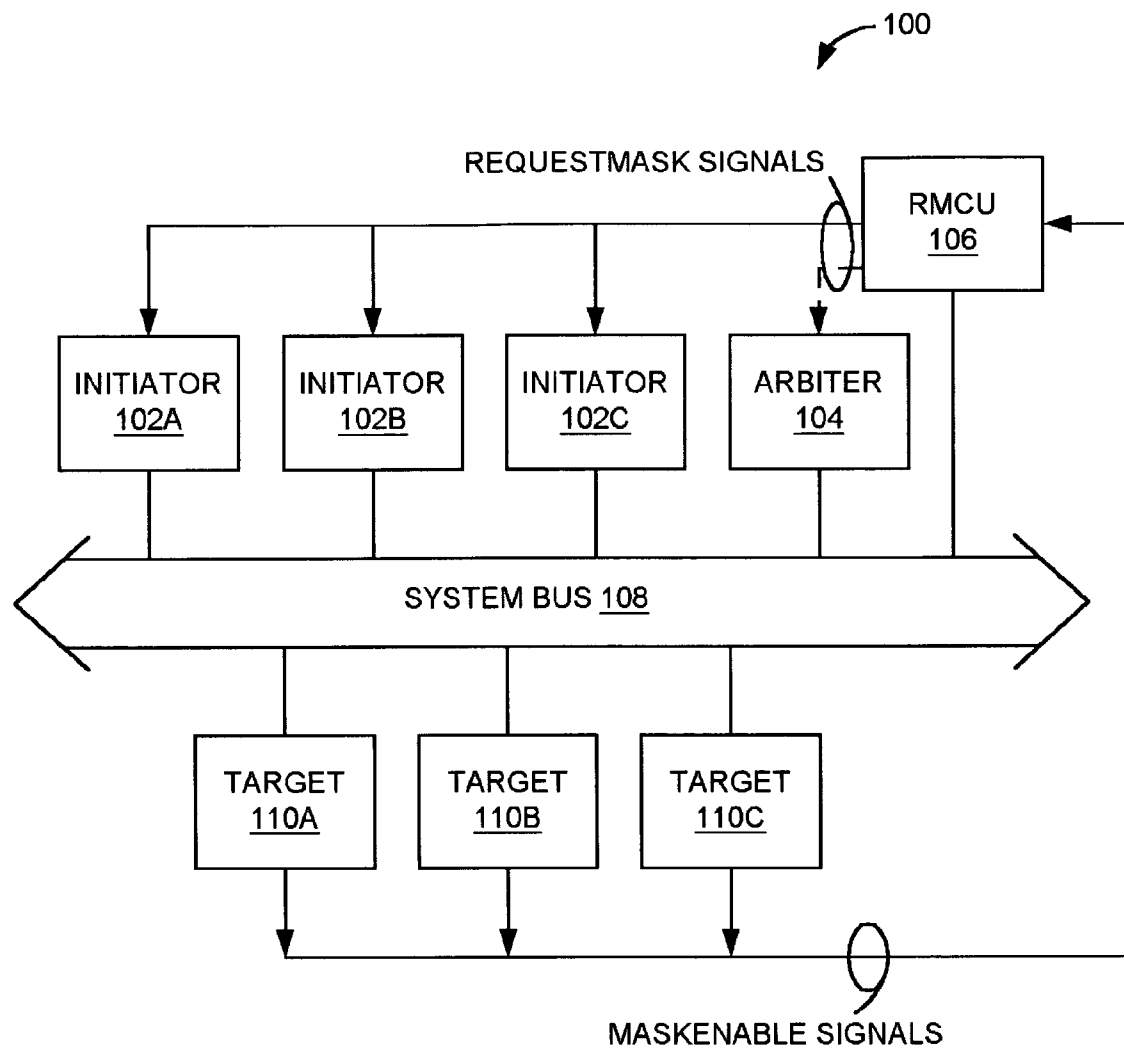 100
REQUESTMASK SIGNALS
RMCU
106
INITIATOR
102A
INITIATOR
102B
INITIATOR
102C
ARBITER
104
SYSTEM BUS 108
TARGET
110A
TARGET
110B
TARGET
110C
MASKENABLE SIGNALS